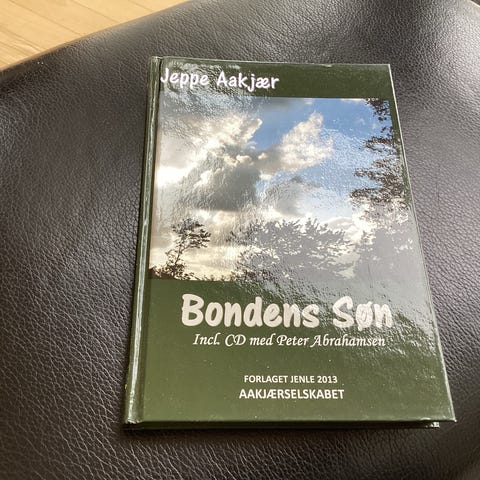 Jeppe Aakjær
Bondens Søn
Incl. CD med Peter Abrahamsen
FORLAGET JENLE 2013
AAKJÆRSELSKABET